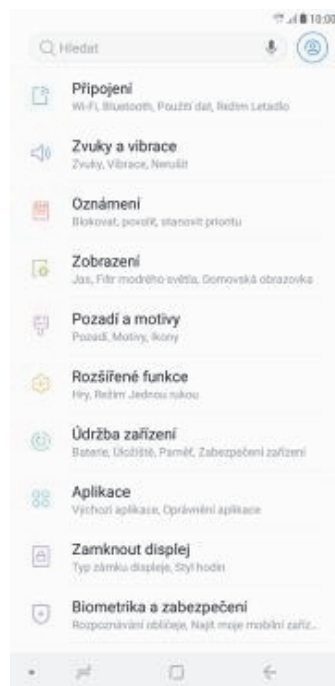 10:00
Hledat
Připojení
Wi-Fi, Bluetooth, Použití dat, Režim Letadlo
Zvuky a vibrace
Zvuky, Vibrace, Nerušit
Oznámení
Blokovat, povolit, stanovit prioritu
Zobrazení
Jas, Filtr modrého světla, Domovská obrazovka
Pozadí a motivy
Pozadí, Motivy, Ikony
Rozšířené funkce
Hry, Režim Jednou rukou
Údržba zařízení
Baterie, Úložiště, Paměť, Zabezpečení zařízení
Aplikace
Výchozí aplikace, Oprávnění aplikace
Zamknout displej
Typ zámku displeje, Styl hodin
Biometrika a zabezpečení
Rozpoznávání obličeje, Najít moje mobilní zaříz...